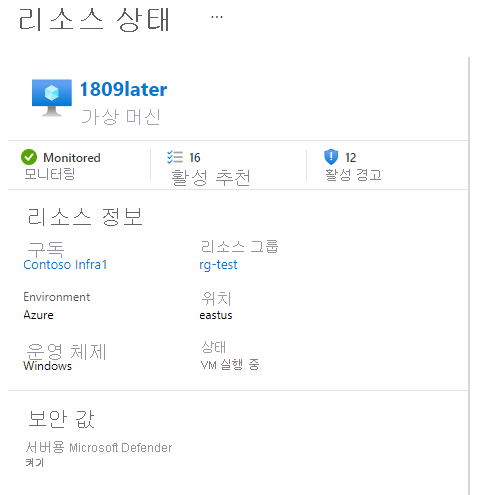 리소스 상태 ...
1809later
가상 머신
Monitored
모니터링
16
활성 추천
12
활성 경고
리소스 정보
구독
Contoso Infra1
리소스 그룹
rg-test
Environment
Azure
위치
eastus
운영 체제
Windows
상태
VM 실행 중
보안 값
서버용 Microsoft Defender
켜기